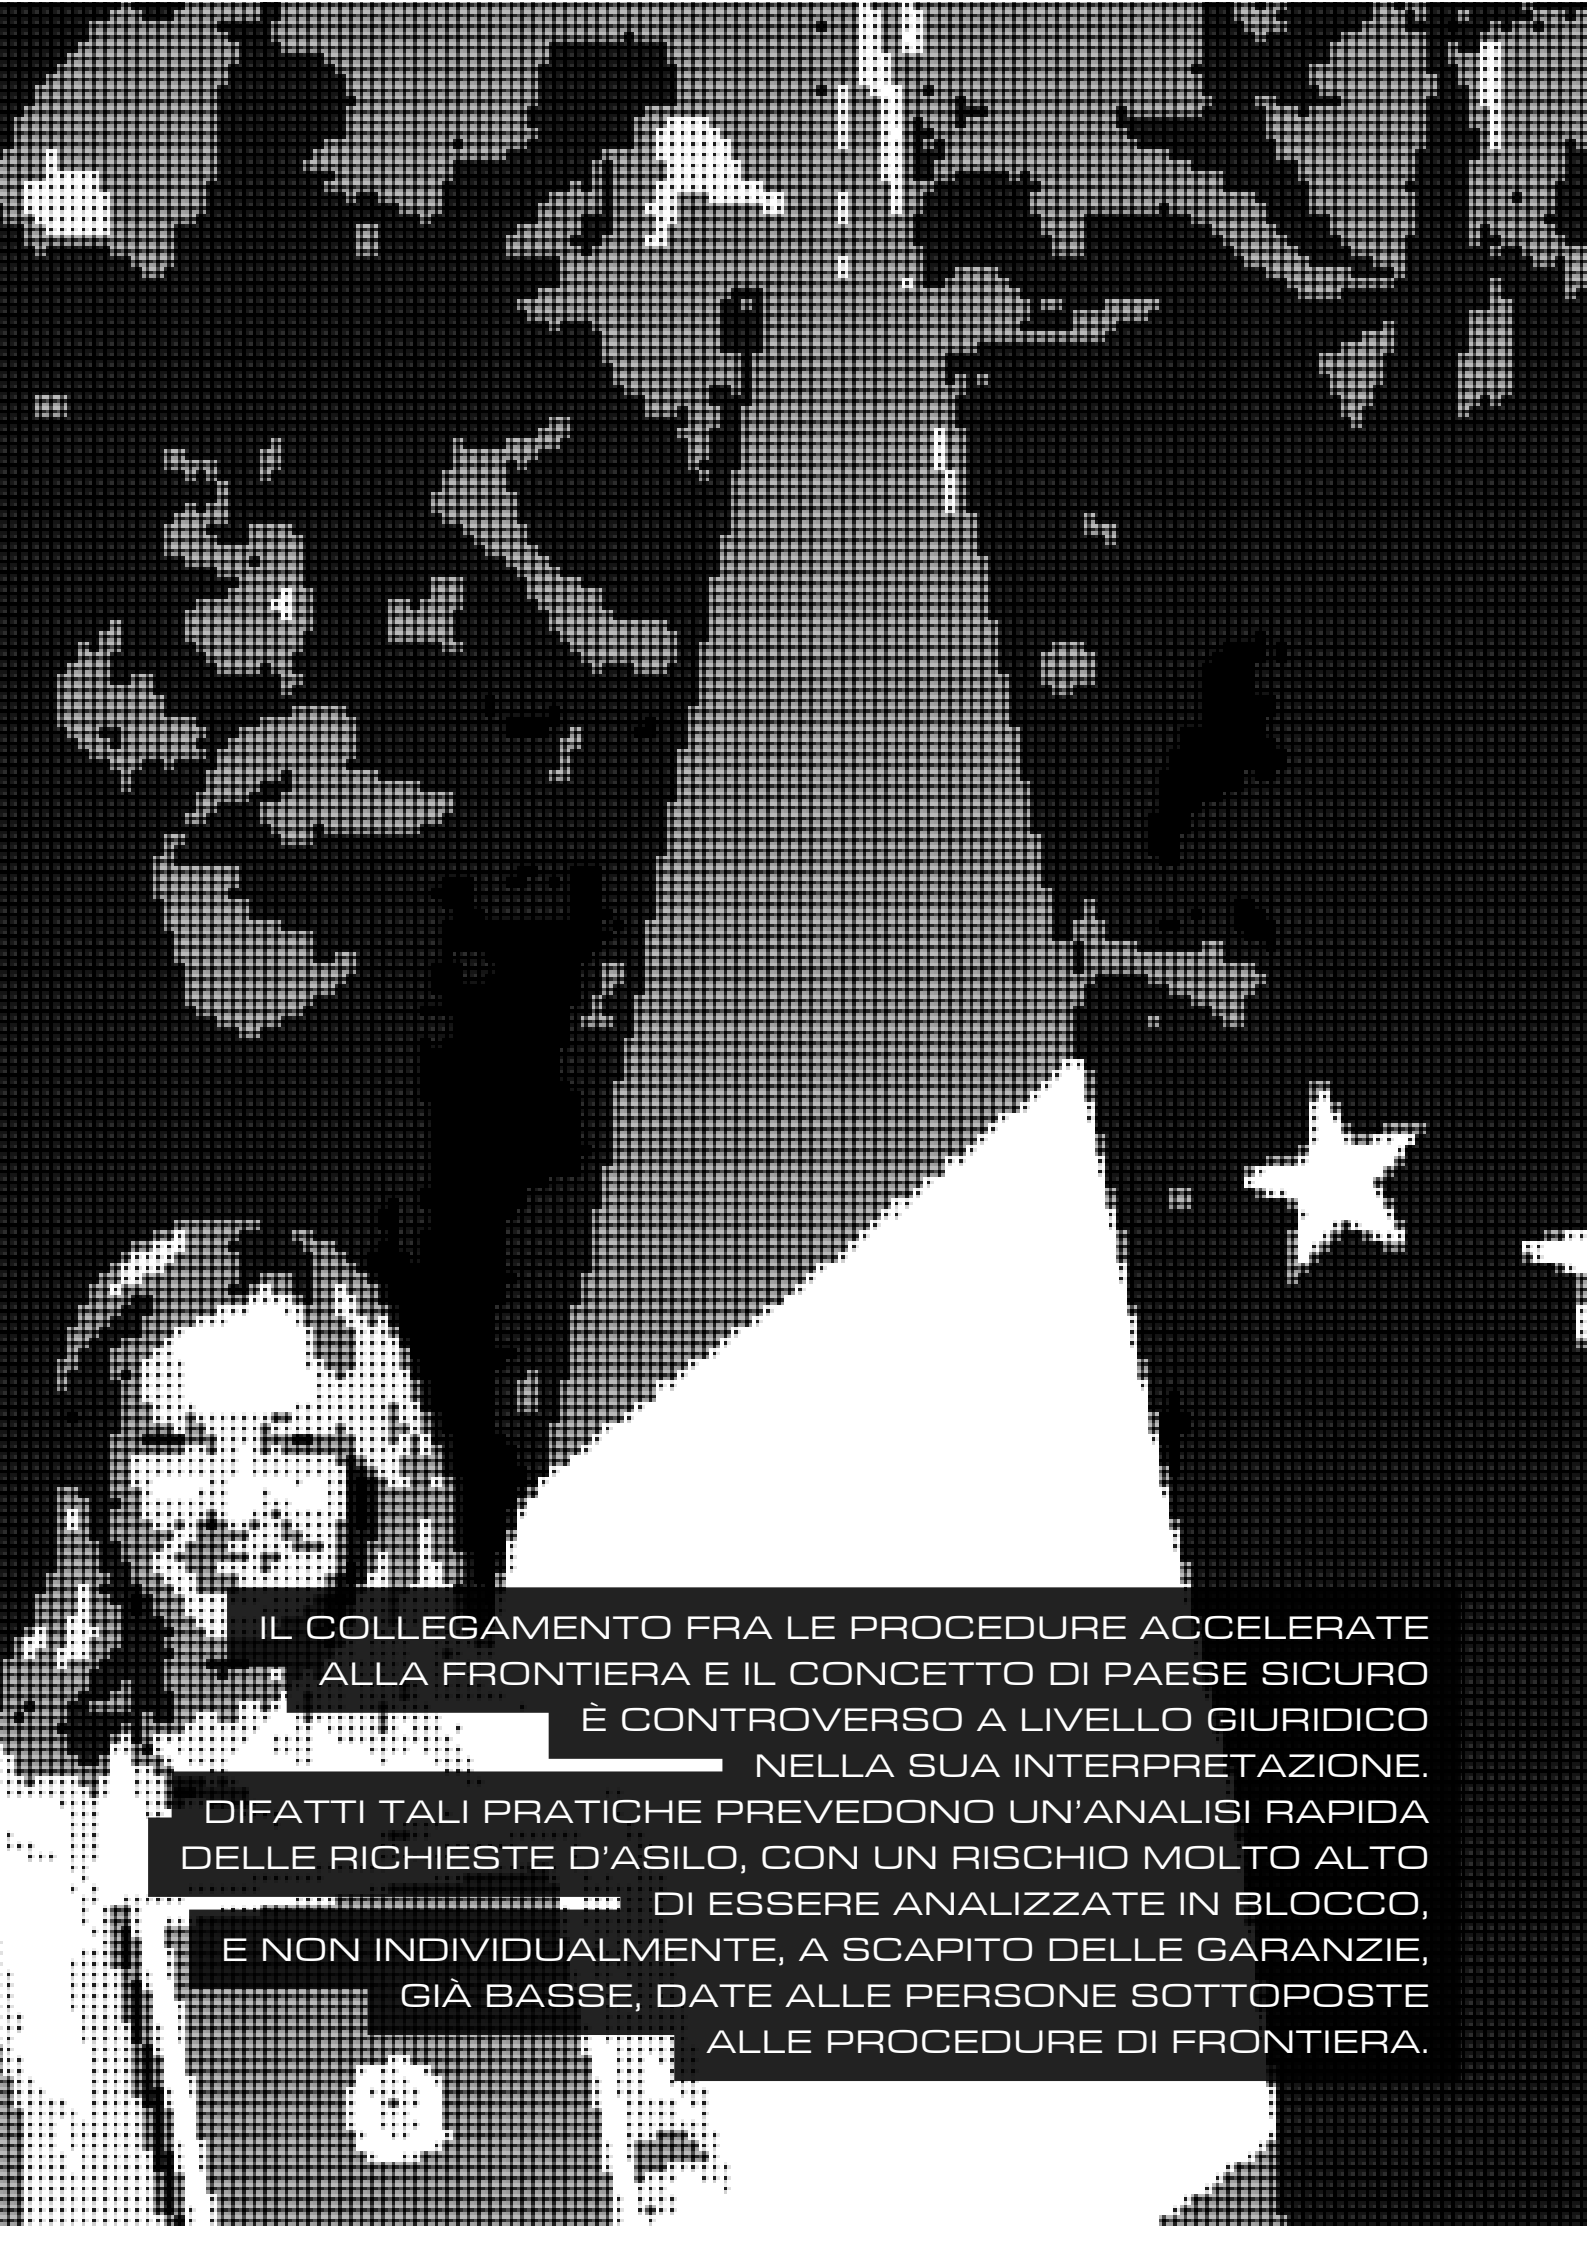 IL COLLEGAMENTO FRA LE PROCEDURE ACCELERATE
ALLA FRONTIERA E IL CONCETTO DI PAESE SICURO
È CONTROVERSO A LIVELLO GIURIDICO
NELLA SUA INTERPRETAZIONE.
DIFATTI TALI PRATICHE PREVEDONO UN'ANALISI RAPIDA
DELLE RICHIESTE D'ASILO, CON UN RISCHIO MOLTO ALTO
DI ESSERE ANALIZZATE IN BLOCCO,
E NON INDIVIDUALMENTE, A SCAPITO DELLE GARANZIE,
GIÀ BASSE, DATE ALLE PERSONE SOTTOPOSTE
ALLE PROCEDURE DI FRONTIERA.